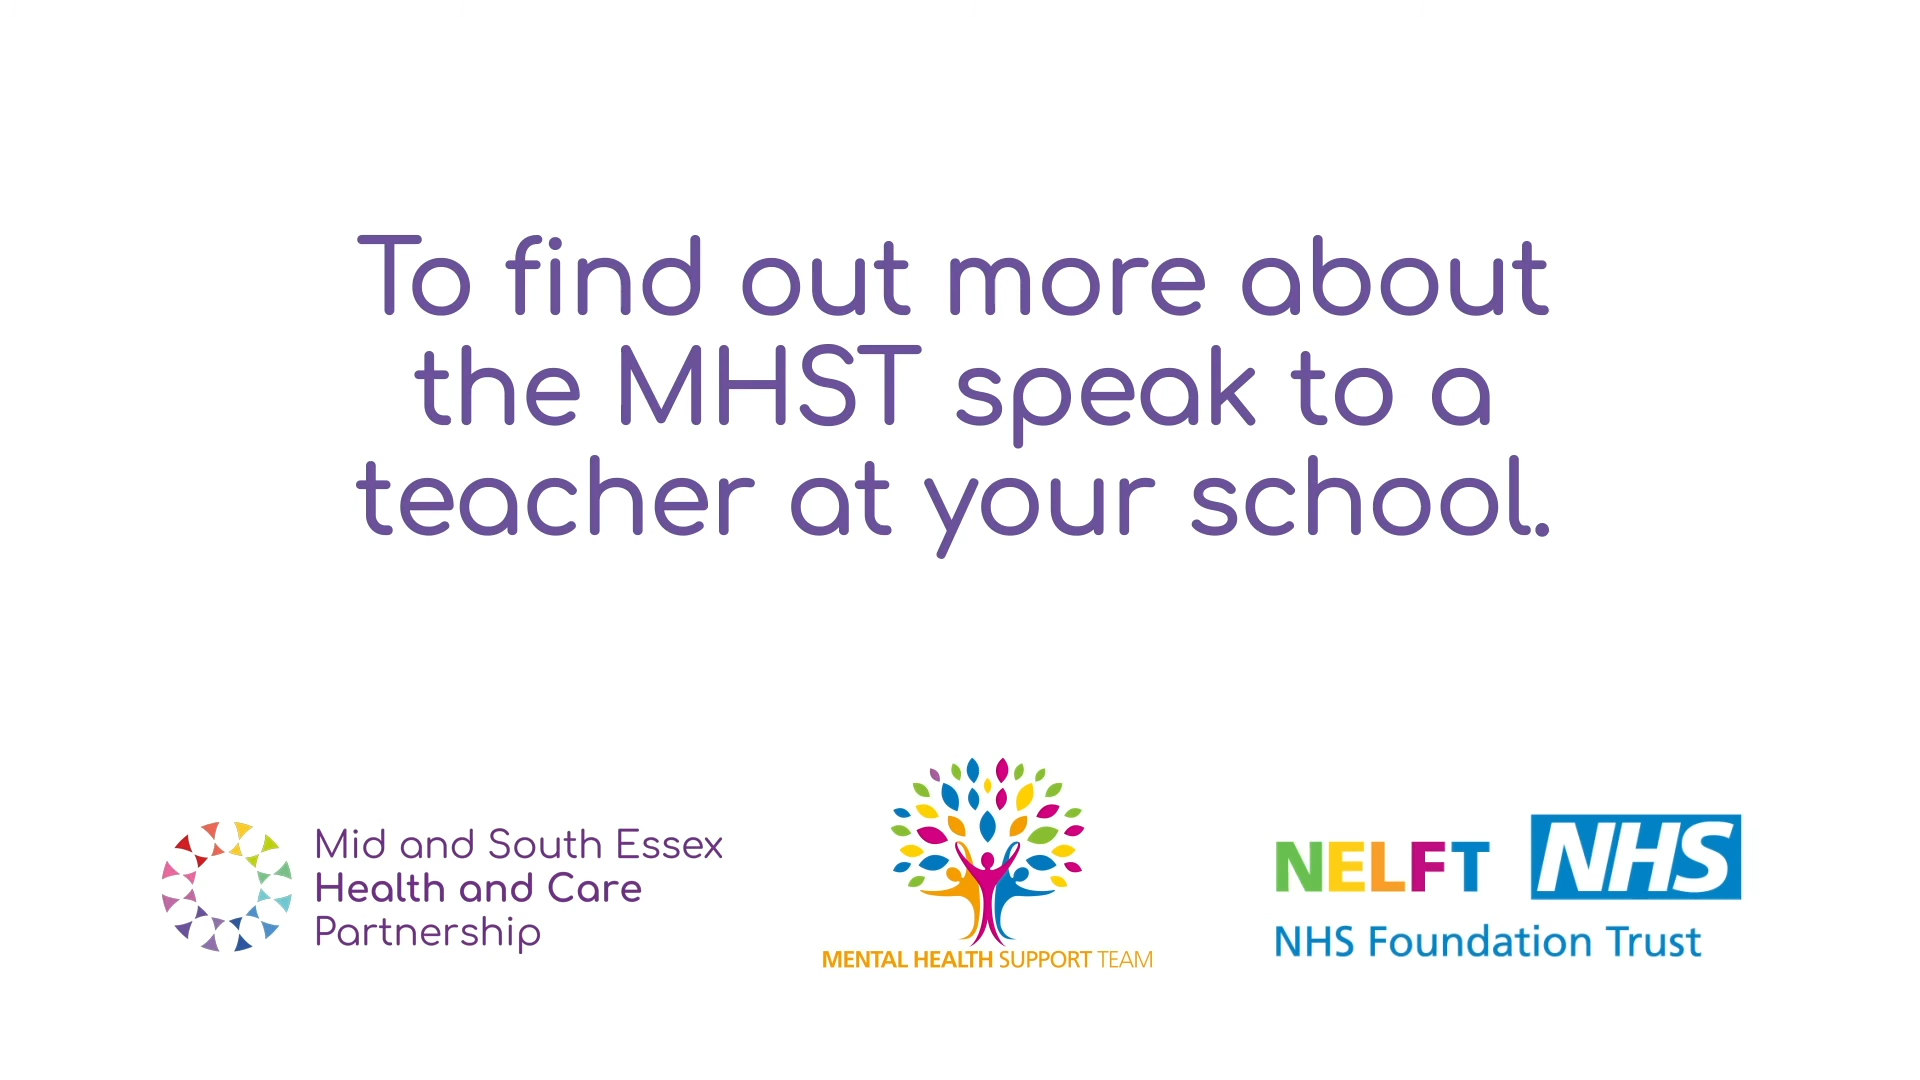 To find out more about
the MHST speak to a
teacher at your school.
Mid and South Essex
Health and Care
Partnership
MENTAL HEALTH SUPPORT TEAM
NELFT NHS
NHS Foundation Trust